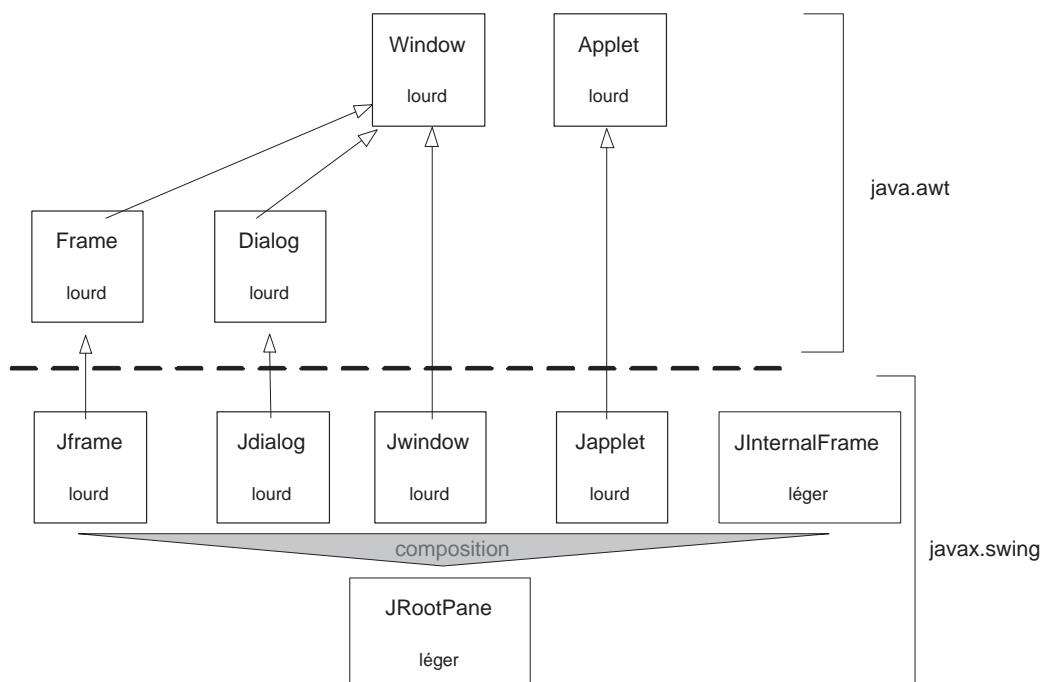 Window
Applet
lourd
lourd
java.awt
Frame
Dialog
lourd
lourd
Jframe
Jdialog
Jwindow
Japplet
JInternalFrame
lourd
lourd
lourd
lourd
léger
composition
javax.swing
JRootPane
léger